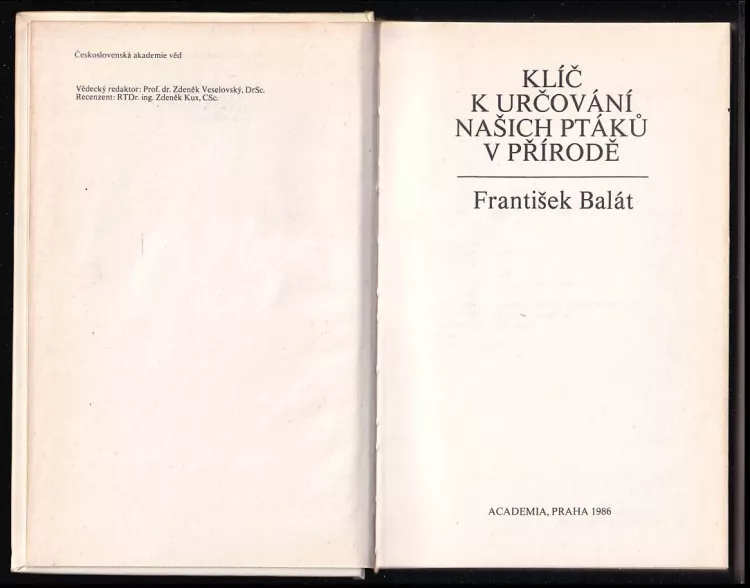 Československá akademie věd
Vědecký redaktor: Prof. dr. Zdeněk Veselovský, DrSc.
Recenzent: RTDr. ing. Zdeněk Kux, CSc.
KLÍČ
K URČOVÁNÍ
NAŠICH PTÁKŮ
V PŘÍRODĚ
František Balát
ACADEMIA, PRAHA 1986